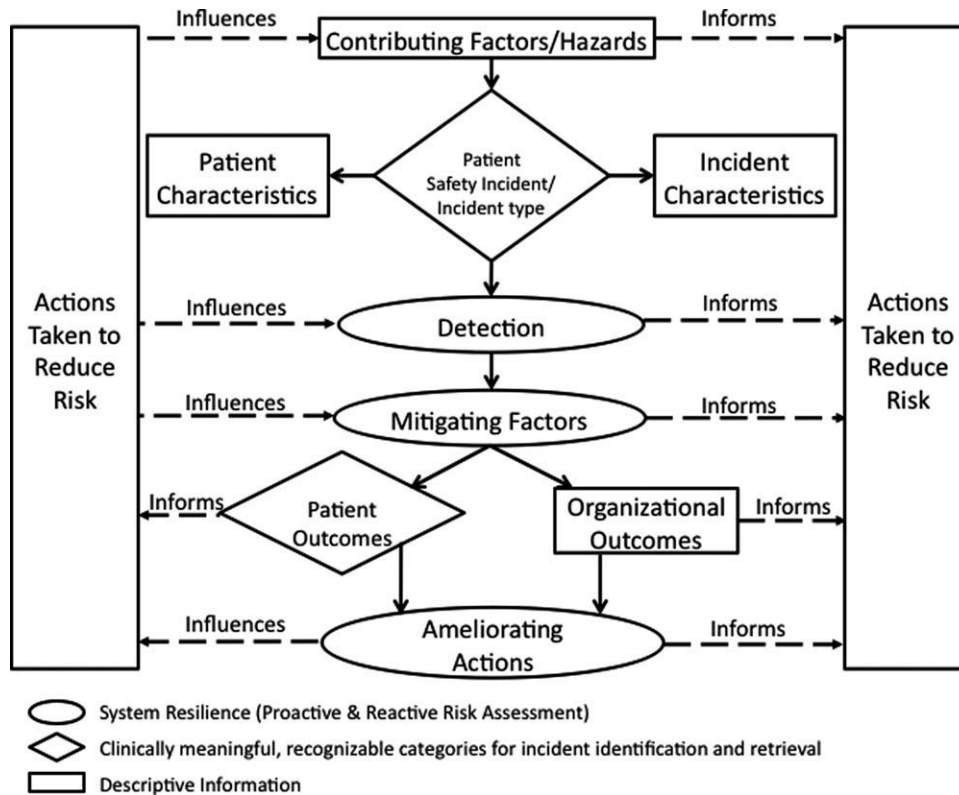 Influences
Informs
Contributing Factors/Hazards
Patient
Characteristics
Patient
Safety Incident/
Incident type
Incident
Characteristics
Actions
Taken to
Reduce
Risk
Influences
Informs
Detection
Actions
Taken to
Reduce
Risk
Influences
Informs
Mitigating Factors
Informs
Patient
Outcomes
Organizational
Outcomes
Informs
Influences
Ameliorating
Actions
Informs
System Resilience (Proactive & Reactive Risk Assessment)
Clinically meaningful, recognizable categories for incident identification and retrieval
Descriptive Information